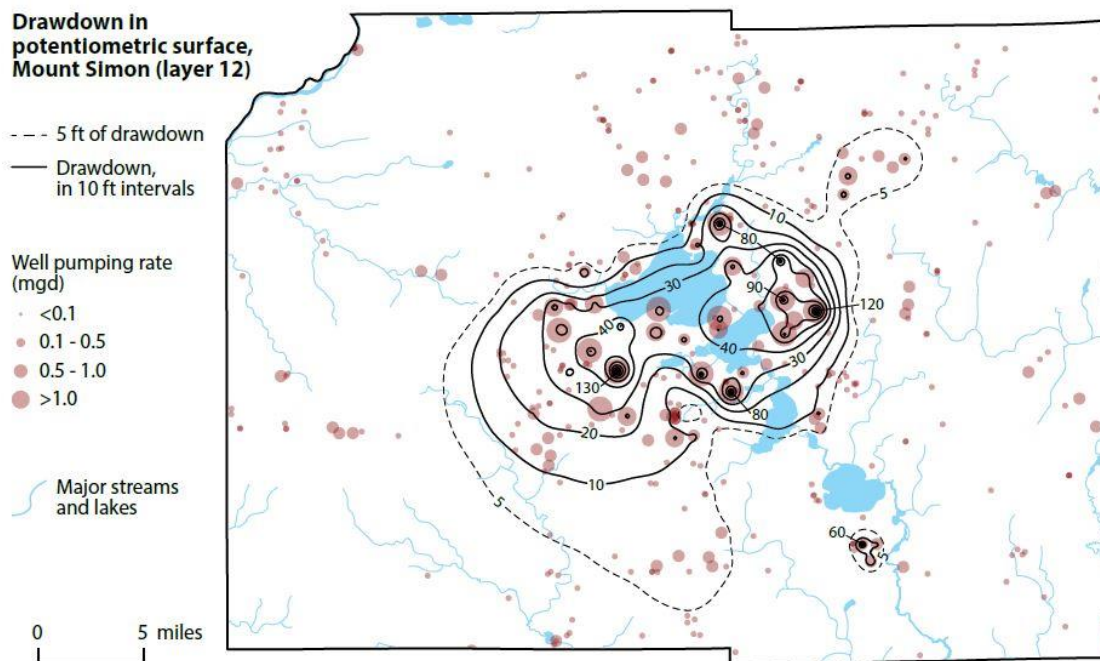 Drawdown in
potentiometric surface,
Mount Simon (layer 12)
5 ft of drawdown
Drawdown,
in 10 ft intervals
Well pumping rate
(mgd)
<0.1
0.1 - 0.5
0.5 - 1.0
>1.0
Major streams
and lakes
0 5 miles
5
10
80
30
90
120
40
40
30
130
80
20
10
5
60
5